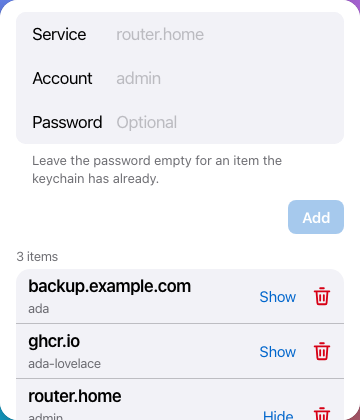 Service router.home
Account admin
Password Optional
Leave the password empty for an item the
keychain has already.
Add
3 items
backup.example.com
ada
Show
ghcr.io
ada-lovelace
Show
router.home
admin
Hide